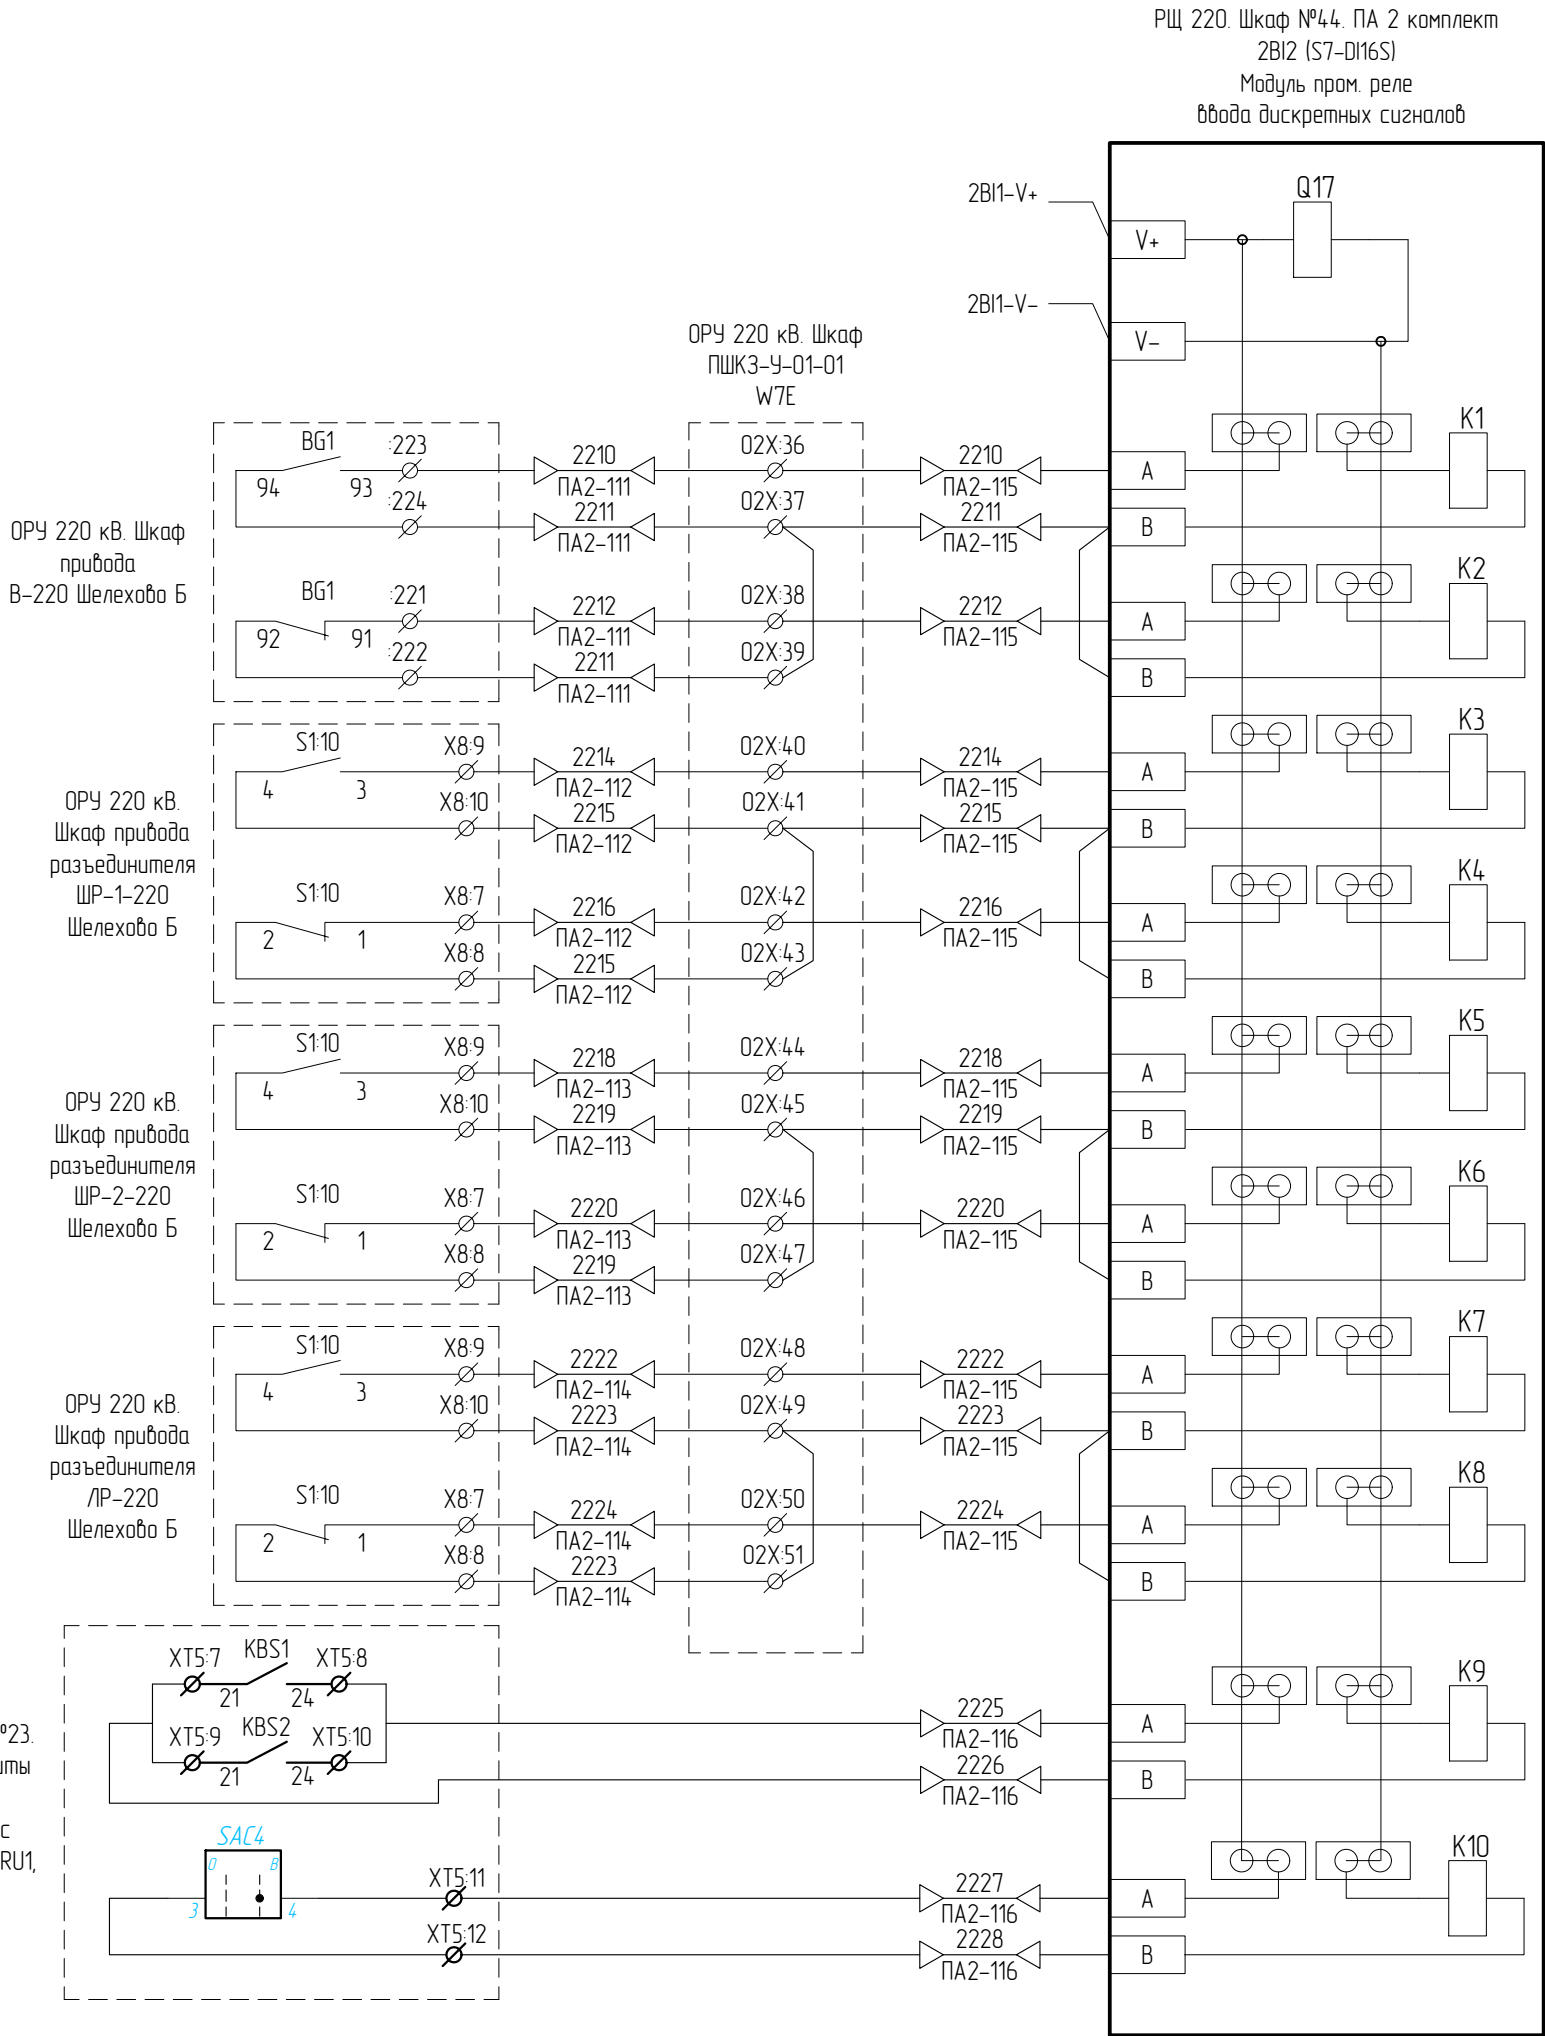 РЩ 220. Шкаф №44. ПА 2 комплект
2BI2 (S7-DI16S)
Модуль пром. реле
ввода дискретных сигналов
2BI1-V+
V+
Q17
2BI1-V-
V-
ОРУ 220 кВ. Шкаф
ПШК3-У-01-01
W7E
ОРУ 220 кВ. Шкаф
привода
В-220 Шелехово Б
BG1
94
93
:223
2210
ПА2-111
02X:36
2210
ПА2-115
A
K1
:224
2211
ПА2-111
02X:37
2211
ПА2-115
B
BG1
92
91
:221
2212
ПА2-111
02X:38
2212
ПА2-115
A
K2
:222
2211
ПА2-111
02X:39
B
ОРУ 220 кВ.
Шкаф привода
разъединителя
ШР-1-220
Шелехово Б
S1:10
4
3
X8:9
2214
ПА2-112
02X:40
2214
ПА2-115
A
K3
X8:10
2215
ПА2-112
02X:41
2215
ПА2-115
B
S1:10
2
1
X8:7
2216
ПА2-112
02X:42
2216
ПА2-115
A
K4
X8:8
2215
ПА2-112
02X:43
B
ОРУ 220 кВ.
Шкаф привода
разъединителя
ШР-2-220
Шелехово Б
S1:10
4
3
X8:9
2218
ПА2-113
02X:44
2218
ПА2-115
A
K5
X8:10
2219
ПА2-113
02X:45
2219
ПА2-115
B
S1:10
2
1
X8:7
2220
ПА2-113
02X:46
2220
ПА2-115
A
K6
X8:8
2219
ПА2-113
02X:47
B
ОРУ 220 кВ.
Шкаф привода
разъединителя
ЛР-220
Шелехово Б
S1:10
4
3
X8:9
2222
ПА2-114
02X:48
2222
ПА2-115
A
K7
X8:10
2223
ПА2-114
02X:49
2223
ПА2-115
B
S1:10
2
1
X8:7
2224
ПА2-114
02X:50
2224
ПА2-115
A
K8
X8:8
2223
ПА2-114
02X:51
B
№23.
XT5:7
KBS1
XT5:8
21
24
XT5:9
KBS2
XT5:10
21
24
2225
ПА2-116
A
K9
2226
ПА2-116
B
с
RU1,
SAC4
0
B
3
4
XT5:11
2227
ПА2-116
A
K10
XT5:12
2228
ПА2-116
B